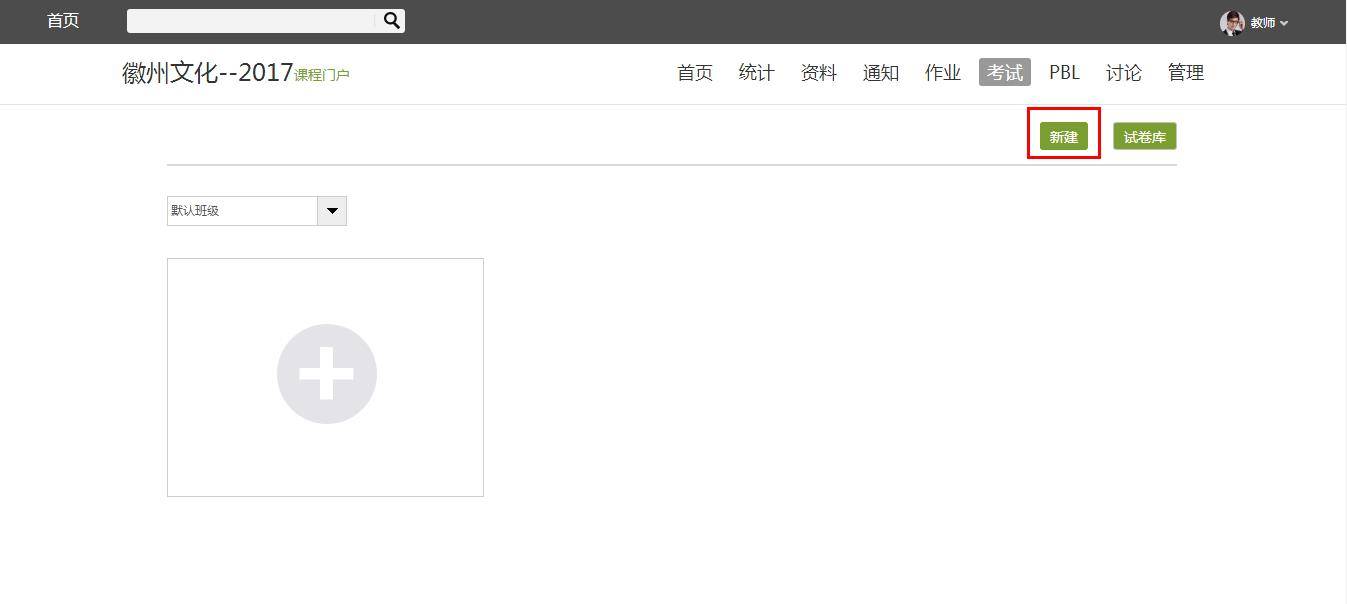 首页
教师
徽州文化--2017课程门户
首页 统计 资料 通知 作业 考试 PBL 讨论 管理
新建 试卷库
默认班级